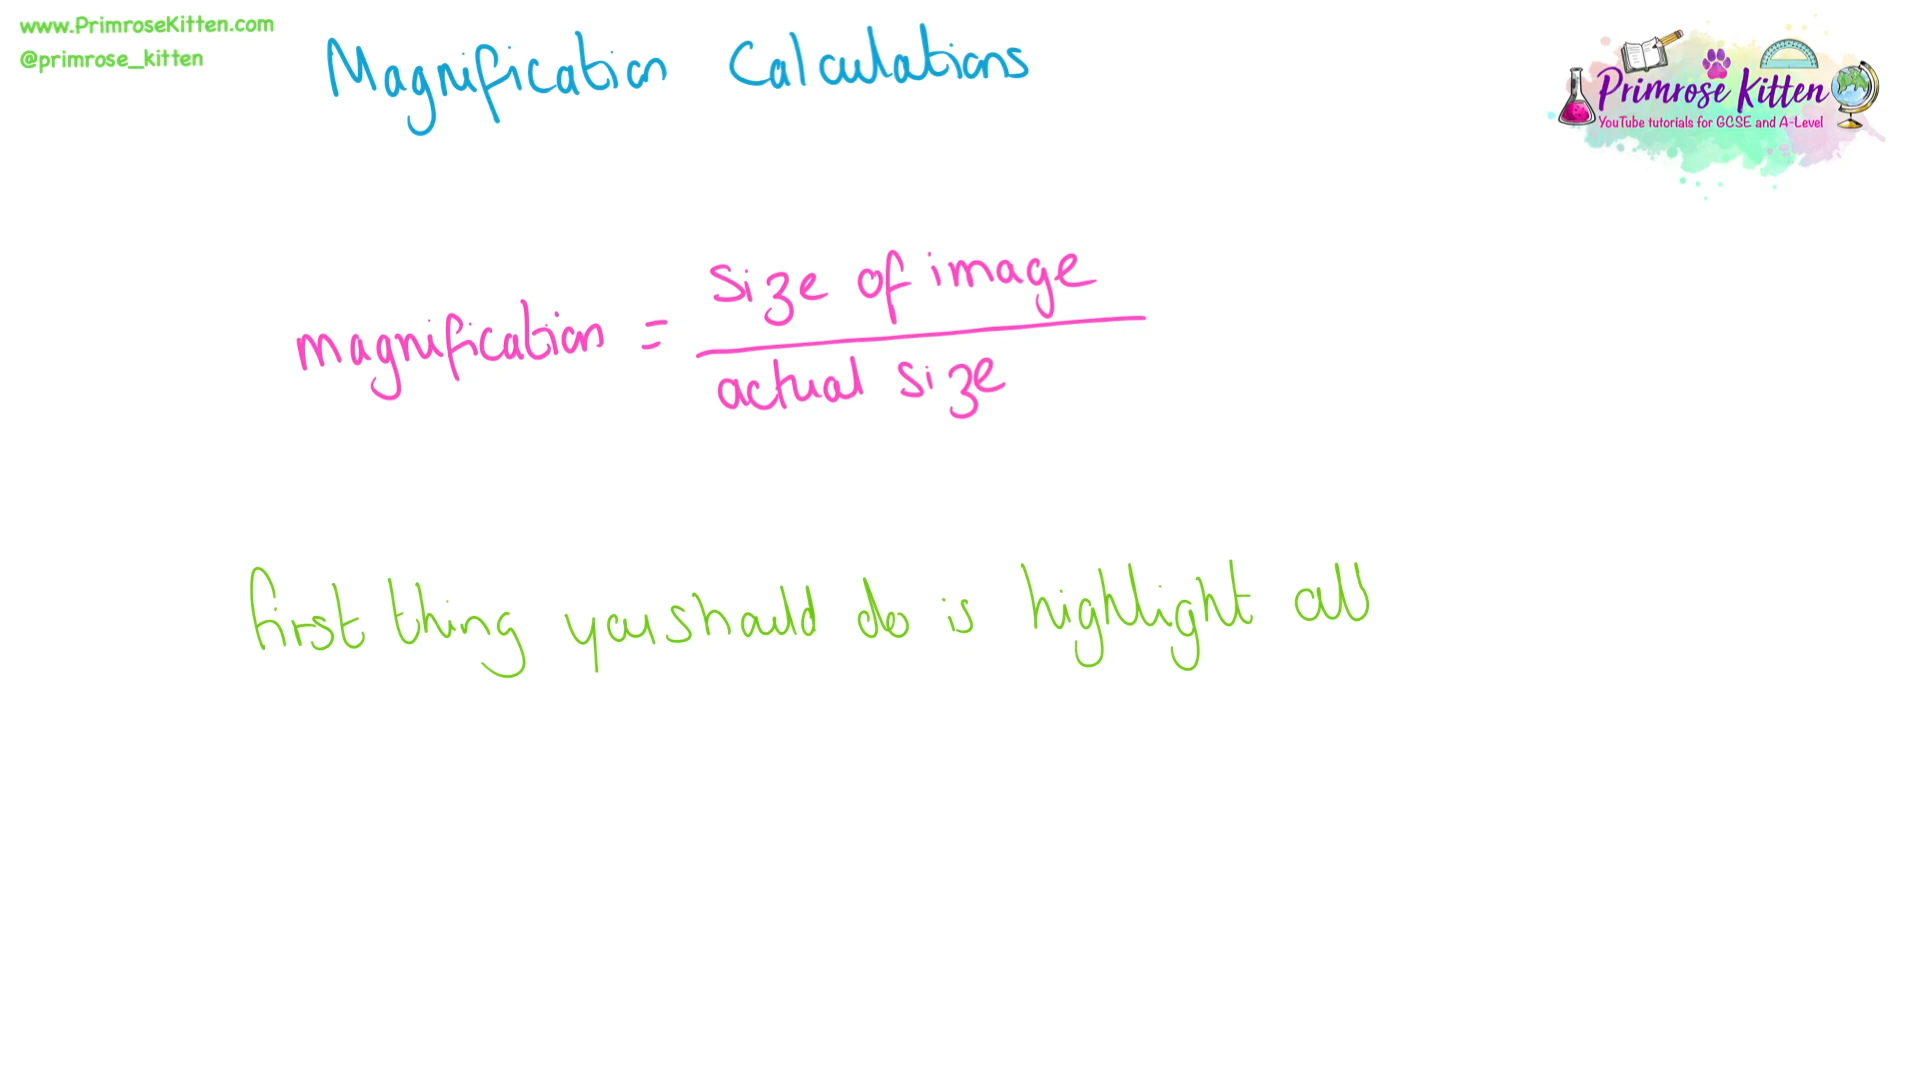 www.PrimroseKitten.com
@primrose_kitten
Magnification Calculations
Primrose Kitten
YouTube tutorials for GCSE and A-Level
magnification = size of image
actual size
first thing you should do is highlight all